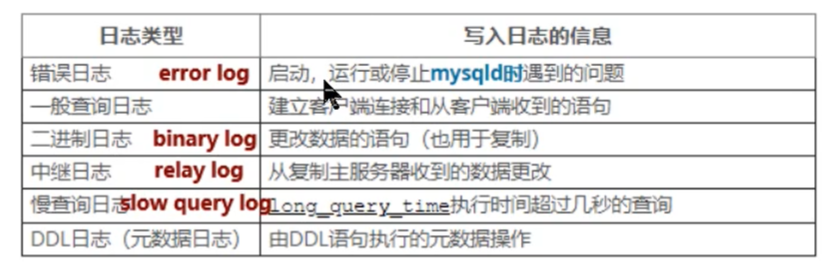 日志类型 写入日志的信息
错误日志 error log 启动，运行或停止mysqld时遇到的问题
一般查询日志 建立客户端连接和从客户端收到的语句
二进制日志 binary log 更改数据的语句（也用于复制）
中继日志 relay log 从复制主服务器收到的数据更改
慢查询日志slow query log long_query_time执行时间超过几秒的查询
DDL日志（元数据日志） 由DDL语句执行的元数据操作